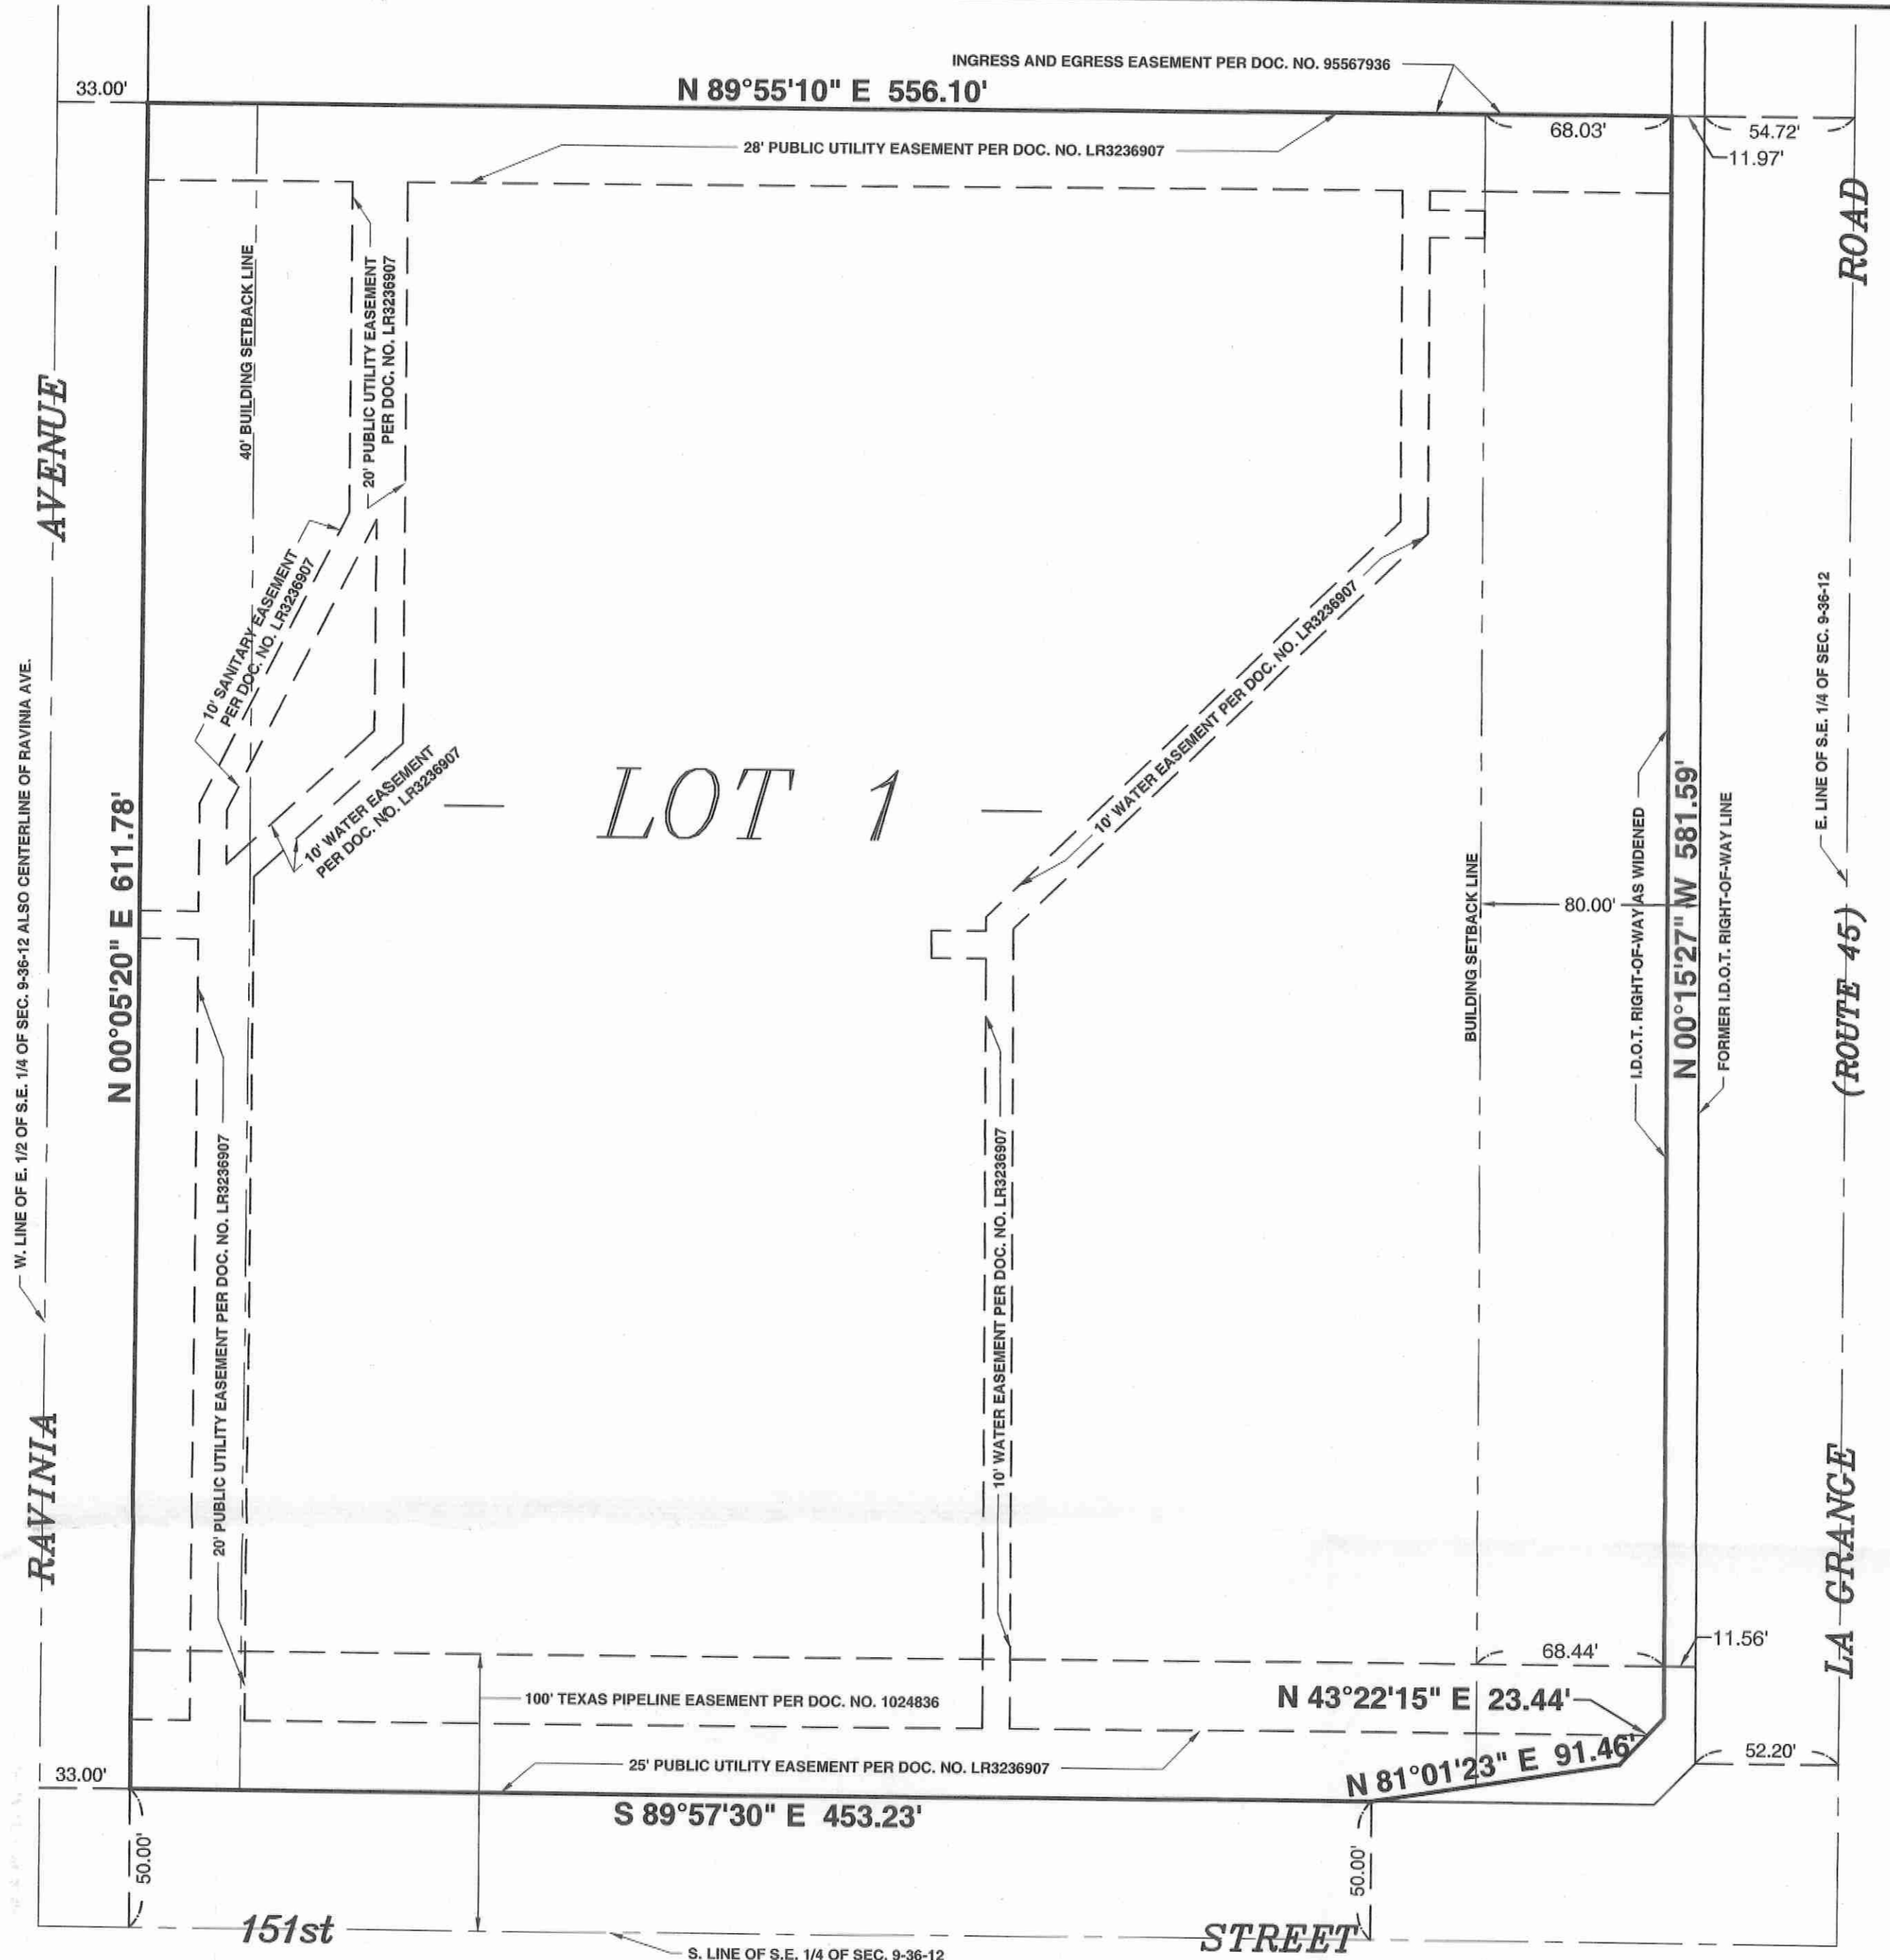 INGRESS AND EGRESS EASEMENT PER DOC. NO. 95567936
33.00'
N 89°55'10" E 556.10'
68.03'
54.72'
11.97'
28' PUBLIC UTILITY EASEMENT PER DOC. NO. LR3236907
ROAD
40' BUILDING SETBACK LINE
20' PUBLIC UTILITY EASEMENT
PER DOC. NO. LR3236907
AVENUE
10' SANITARY EASEMENT
PER DOC. NO. LR3236907
10' WATER EASEMENT PER DOC. NO. LR3236907
E. LINE OF S.E. 1/4 OF SEC. 9-36-12
W. LINE OF E. 1/2 OF S.E. 1/4 OF SEC. 9-36-12 ALSO CENTERLINE OF RAVINIA AVE.
10' WATER EASEMENT
PER DOC. NO. LR3236907
LOT 1
N 00°05'20" E 611.78'
BUILDING SETBACK LINE
80.00'
I.D.O.T. RIGHT-OF-WAY AS WIDENED
N 00°15'27" W 581.59'
FORMER I.D.O.T. RIGHT-OF-WAY LINE
(ROUTE 45)
20' PUBLIC UTILITY EASEMENT PER DOC. NO. LR3236907
10' WATER EASEMENT PER DOC. NO. LR3236907
RAVINIA
LA GRANGE
68.44'
11.56'
100' TEXAS PIPELINE EASEMENT PER DOC. NO. 1024836
N 43°22'15" E 23.44'
33.00'
25' PUBLIC UTILITY EASEMENT PER DOC. NO. LR3236907
N 81°01'23" E 91.46'
52.20'
S 89°57'30" E 453.23'
50.00'
50.00'
151st
STREET
S. LINE OF S.E. 1/4 OF SEC. 9-36-12